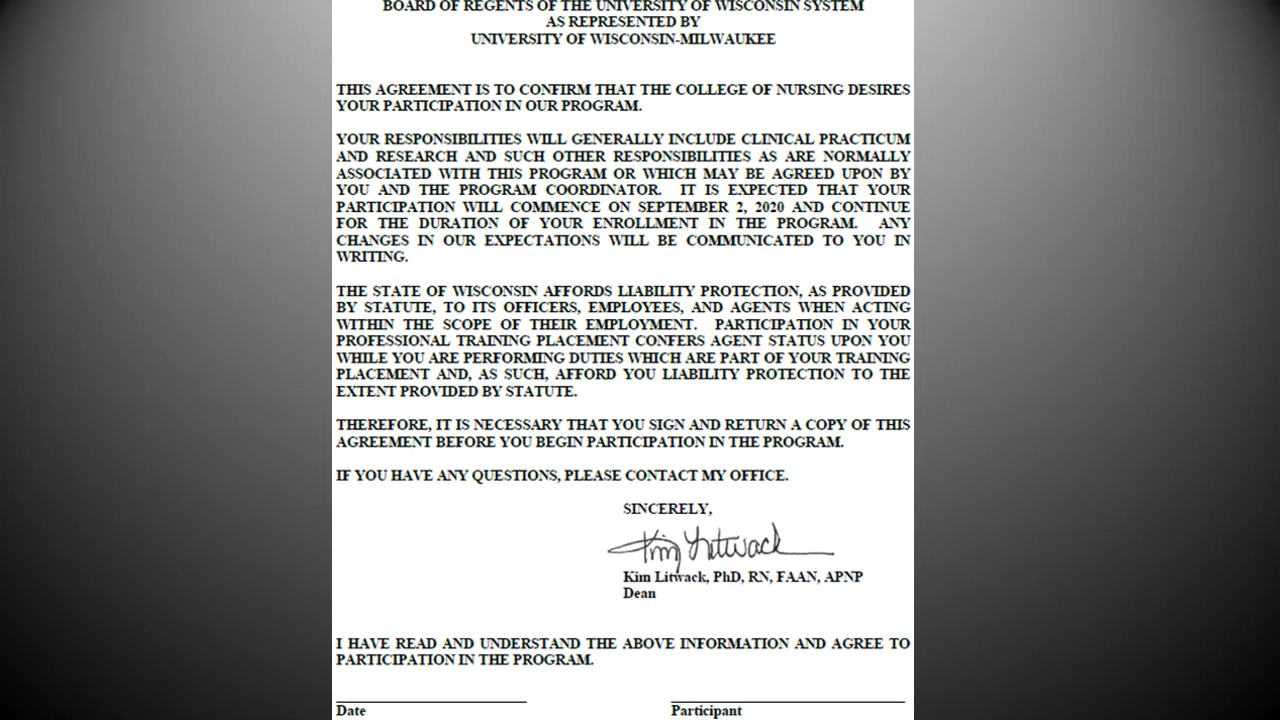 BOARD OF REGENTS OF THE UNIVERSITY OF WISCONSIN SYSTEM
AS REPRESENTED BY
UNIVERSITY OF WISCONSIN-MILWAUKEE
THIS AGREEMENT IS TO CONFIRM THAT THE COLLEGE OF NURSING DESIRES
YOUR PARTICIPATION IN OUR PROGRAM.
YOUR RESPONSIBILITIES WILL GENERALLY INCLUDE CLINICAL PRACTICUM
AND RESEARCH AND SUCH OTHER RESPONSIBILITIES AS ARE NORMALLY
ASSOCIATED WITH THIS PROGRAM OR WHICH MAY BE AGREED UPON BY
YOU AND THE PROGRAM COORDINATOR. IT IS EXPECTED THAT YOUR
PARTICIPATION WILL COMMENCE ON SEPTEMBER 2, 2020 AND CONTINUE
FOR THE DURATION OF YOUR ENROLLMENT IN THE PROGRAM. ANY
CHANGES IN OUR EXPECTATIONS WILL BE COMMUNICATED TO YOU IN
WRITING.
THE STATE OF WISCONSIN AFFORDS LIABILITY PROTECTION, AS PROVIDED
BY STATUTE, TO ITS OFFICERS, EMPLOYEES, AND AGENTS WHEN ACTING
WITHIN THE SCOPE OF THEIR EMPLOYMENT. PARTICIPATION IN YOUR
PROFESSIONAL TRAINING PLACEMENT CONFERS AGENT STATUS UPON YOU
WHILE YOU ARE PERFORMING DUTIES WHICH ARE PART OF YOUR TRAINING
PLACEMENT AND, AS SUCH, AFFORD YOU LIABILITY PROTECTION TO THE
EXTENT PROVIDED BY STATUTE.
THEREFORE, IT IS NECESSARY THAT YOU SIGN AND RETURN A COPY OF THIS
AGREEMENT BEFORE YOU BEGIN PARTICIPATION IN THE PROGRAM.
IF YOU HAVE ANY QUESTIONS, PLEASE CONTACT MY OFFICE.
SINCERELY,
Kim Litwack
Kim Litwack, PhD, RN, FAAN, APNP
Dean
I HAVE READ AND UNDERSTAND THE ABOVE INFORMATION AND AGREE TO
PARTICIPATION IN THE PROGRAM.
Date Participant